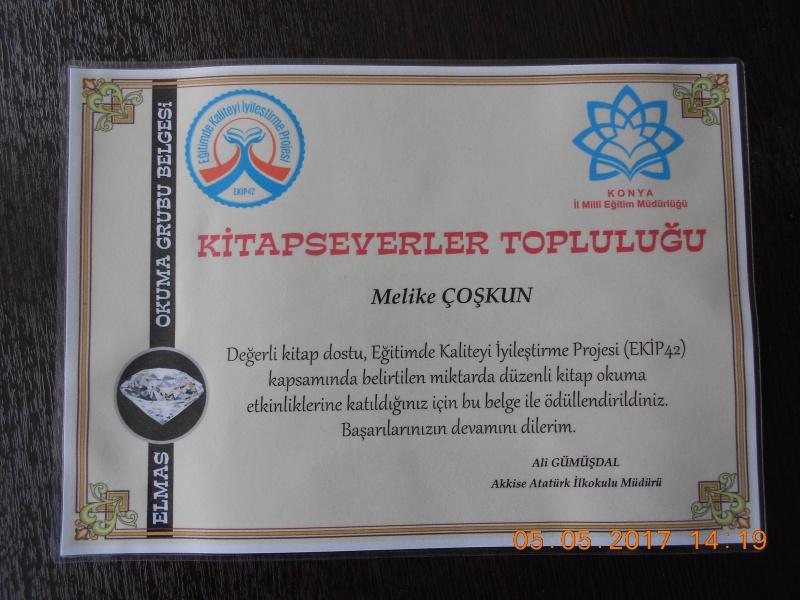 Eğitimde Kaliteyi İyileştirme Projesi
EKIP42
KONYA
İl Millî Eğitim Müdürlüğü
ELMAS OKUMA GRUBU BELGESİ
KİTAPSEVERLER TOPLULUĞU
Melike ÇOŞKUN
Değerli kitap dostu, Eğitimde Kaliteyi İyileştirme Projesi (EKİP42)
kapsamında belirtilen miktarda düzenli kitap okuma
etkinliklerine katıldığınız için bu belge ile ödüllendirildiniz.
Başarılarınızın devamını dilerim.
Ali GÜMÜŞDAL
Akkise Atatürk İlkokulu Müdürü
05.05.2017 14:19